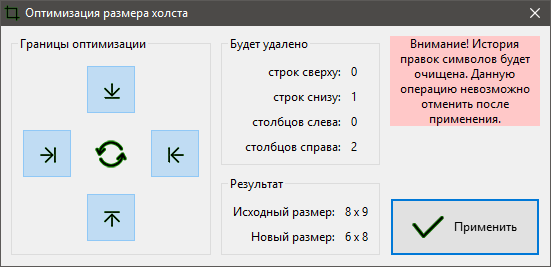 Оптимизация размера холста
Границы оптимизации
Будет удалено
строк сверху: 0
строк снизу: 1
столбцов слева: 0
столбцов справа: 2
Результат
Исходный размер: 8 x 9
Новый размер: 6 x 8
Внимание! История
правок символов будет
очищена. Данную
операцию невозможно
отменить после
применения.
Применить